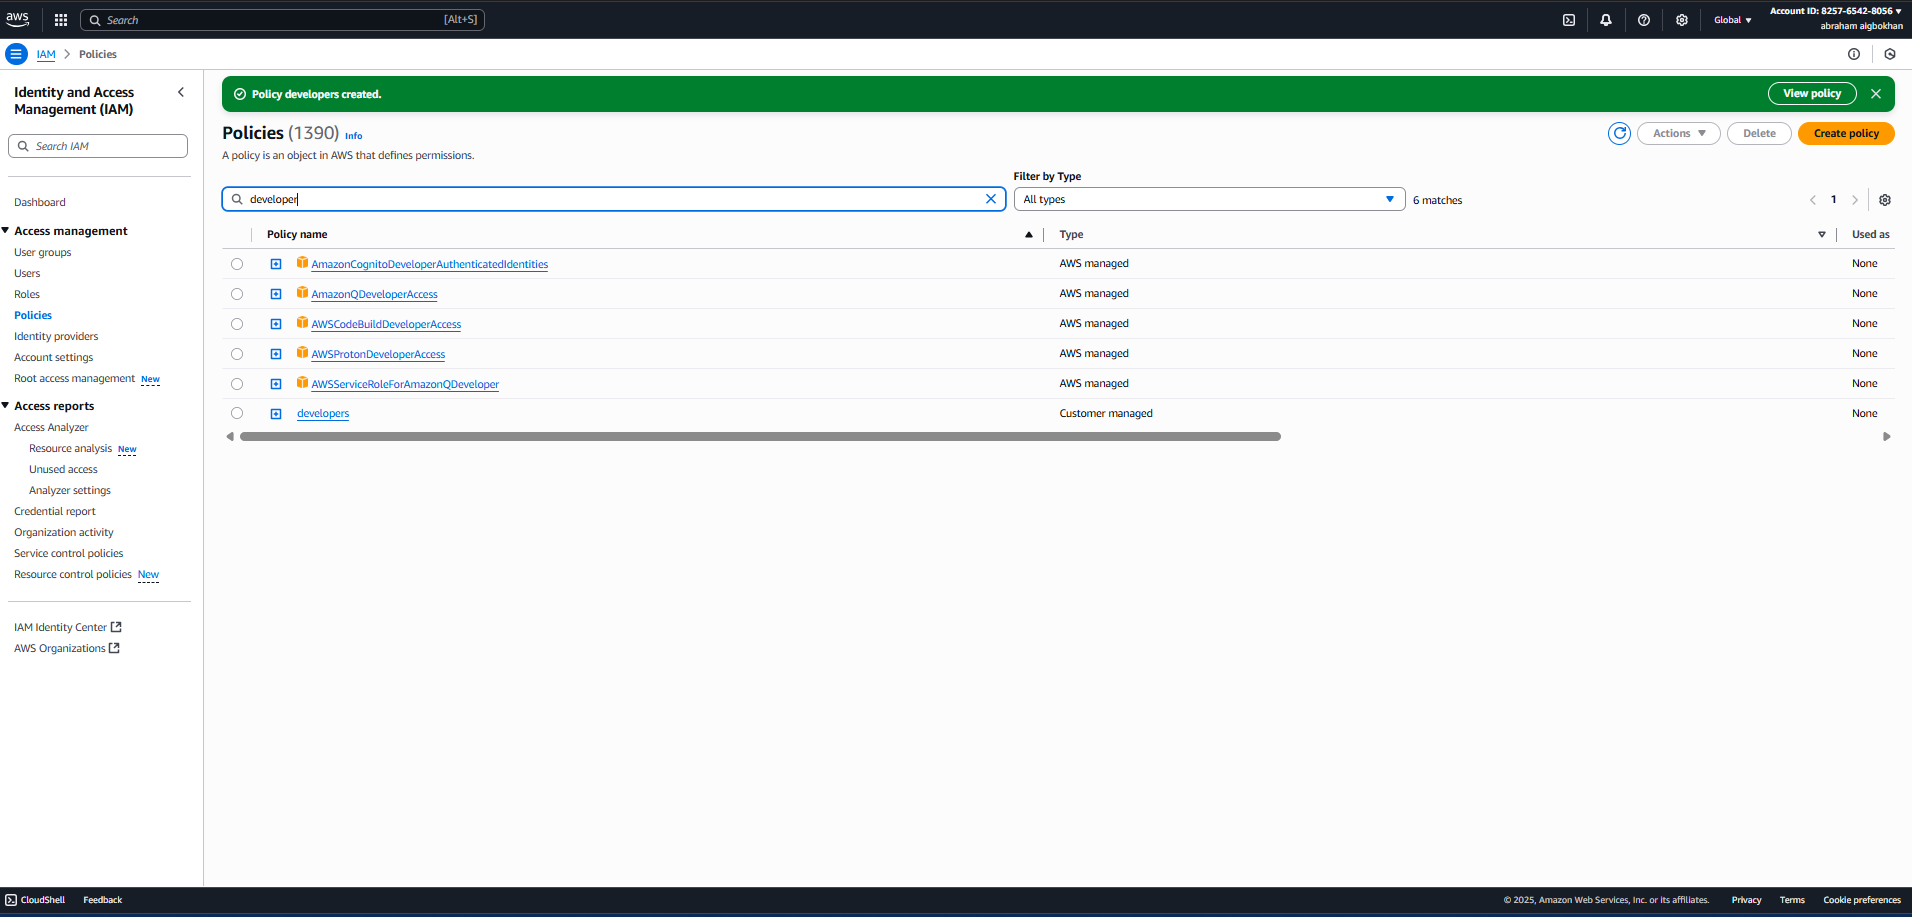 aws
Search [Alt+S]
Global
Account ID: 8257-6542-8056
abraham aigbokhan
IAM > Policies
Identity and Access Management (IAM)
Search IAM
Dashboard
Access management
User groups
Users
Roles
Policies
Identity providers
Account settings
Root access management New
Access reports
Access Analyzer
Resource analysis New
Unused access
Analyzer settings
Credential report
Organization activity
Service control policies
Resource control policies New
IAM Identity Center
AWS Organizations
Policy developers created.
View policy
Policies (1390) Info
A policy is an object in AWS that defines permissions.
Actions
Delete
Create policy
Filter by Type
developer
All types
6 matches
1
Policy name Type Used as
AmazonCognitoDeveloperAuthenticatedIdentities AWS managed None
AmazonQDeveloperAccess AWS managed None
AWSCodeBuildDeveloperAccess AWS managed None
AWSProtonDeveloperAccess AWS managed None
AWSServiceRoleForAmazonQDeveloper AWS managed None
developers Customer managed None
CloudShell Feedback
© 2025, Amazon Web Services, Inc. or its affiliates. Privacy Terms Cookie preferences